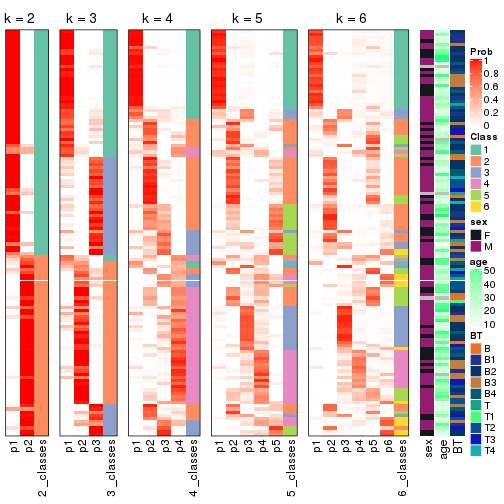 k = 2
k = 3
k = 4
k = 5
k = 6
p1
p2
2_classes
p1
p2
p3
3_classes
p1
p2
p3
p4
4_classes
p1
p2
p3
p4
p5
5_classes
p1
p2
p3
p4
p5
p6
6_classes
sex
age
BT
Prob
1
0.8
0.6
0.4
0.2
0
Class
1
2
3
4
5
6
sex
F
M
age
50
40
30
20
10
BT
B
B1
B2
B3
B4
T
T1
T2
T3
T4